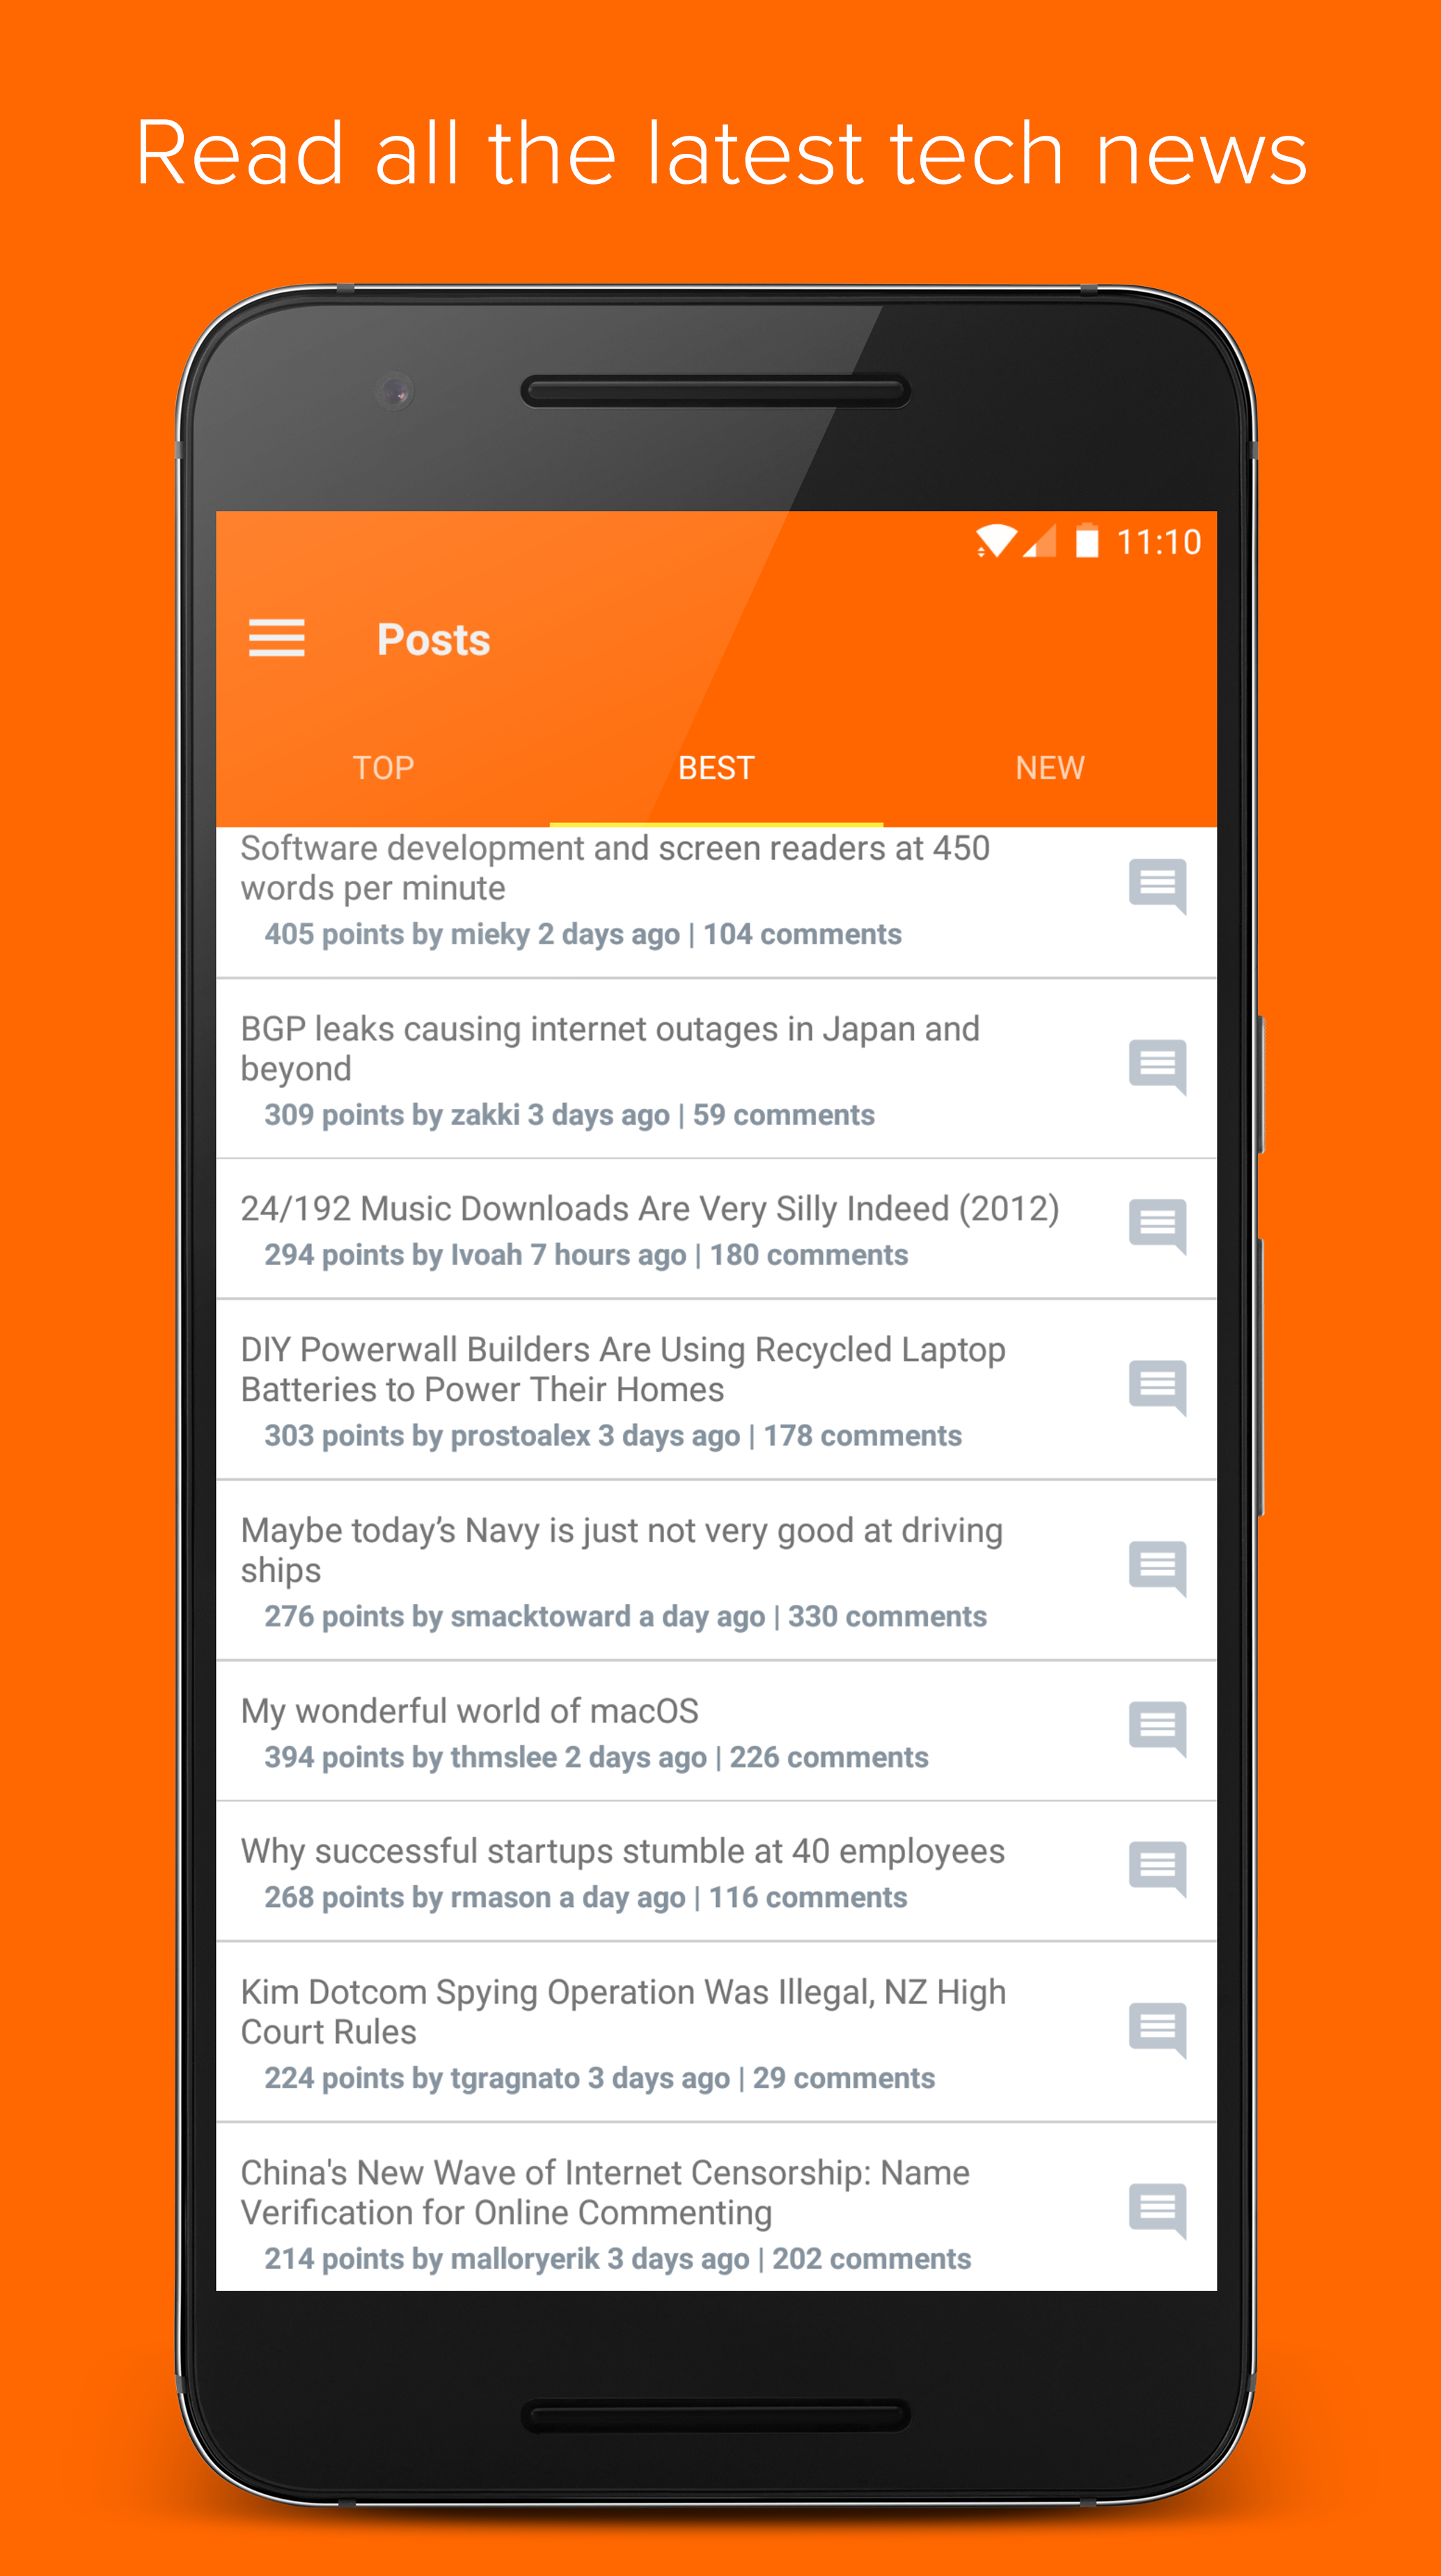 Read all the latest tech news
11:10
Posts
TOP BEST NEW
Software development and screen readers at 450
words per minute
405 points by mieky 2 days ago | 104 comments
BGP leaks causing internet outages in Japan and
beyond
309 points by zakki 3 days ago | 59 comments
24/192 Music Downloads Are Very Silly Indeed (2012)
294 points by Ivoah 7 hours ago | 180 comments
DIY Powerwall Builders Are Using Recycled Laptop
Batteries to Power Their Homes
303 points by prostoalex 3 days ago | 178 comments
Maybe today’s Navy is just not very good at driving
ships
276 points by smacktoward a day ago | 330 comments
My wonderful world of macOS
394 points by thmslee 2 days ago | 226 comments
Why successful startups stumble at 40 employees
268 points by rmason a day ago | 116 comments
Kim Dotcom Spying Operation Was Illegal, NZ High
Court Rules
224 points by tgragnato 3 days ago | 29 comments
China's New Wave of Internet Censorship: Name
Verification for Online Commenting
214 points by malloryerik 3 days ago | 202 comments